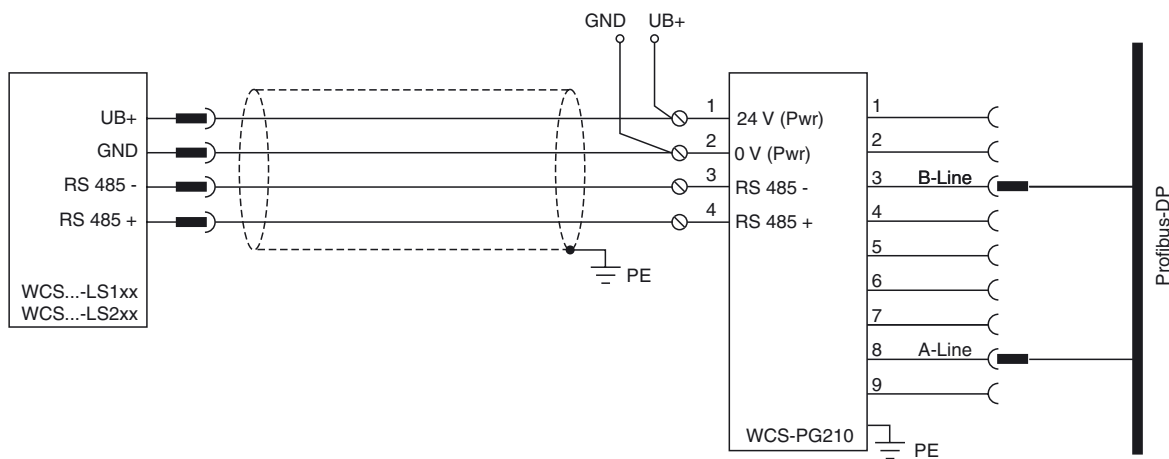 GND UB+
UB+
GND
RS 485 -
RS 485 +
WCS...-LS1xx
WCS...-LS2xx
PE
1
2
3
4
24 V (Pwr)
0 V (Pwr)
RS 485 -
RS 485 +
WCS-PG210
1
2
3 B-Line
4
5
6
7
8 A-Line
9
PE
Profibus-DP